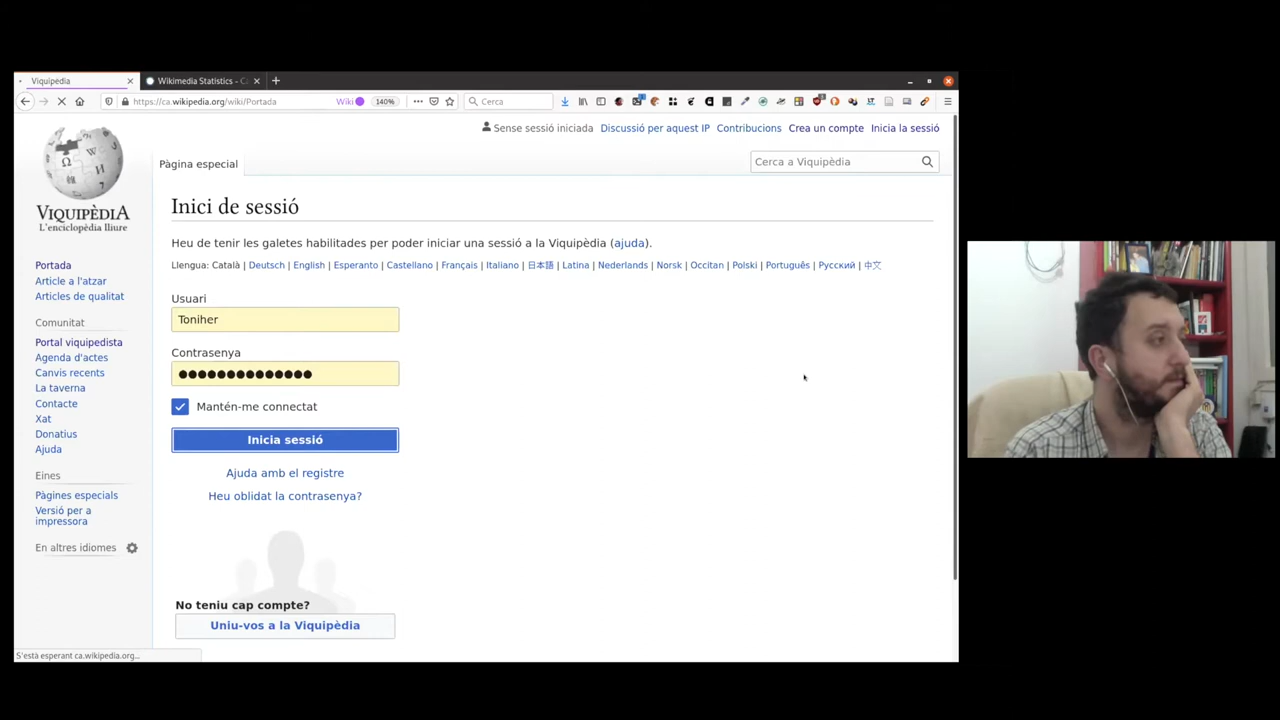 Viquipèdia
Wikimedia Statistics - C
https://ca.wikipedia.org/wiki/Portada
Wiki
140%
Cerca
Sense sessió iniciada
Discussió per aquest IP
Contribucions
Crea un compte
Inicia la sessió
Pàgina especial
Cerca a Viquipèdia
VIQUIPÈDIA
L'enciclopèdia lliure
Inici de sessió
Heu de tenir les galetes habilitades per poder iniciar una sessió a la Viquipèdia (ajuda).
Llengua: Català | Deutsch | English | Esperanto | Castellano | Français | Italiano | 日本語 | Latina | Nederlands | Norsk | Occitan | Polski | Português | Русский | 中文
Portada
Article a l'atzar
Articles de qualitat
Comunitat
Portal viquipedista
Agenda d'actes
Canvis recents
La taverna
Contacte
Xat
Donatius
Ajuda
Eines
Pàgines especials
Versió per a
impressora
En altres idiomes
Usuari
Toniher
Contrasenya
Mantén-me connectat
Inicia sessió
Ajuda amb el registre
Heu oblidat la contrasenya?
No teniu cap compte?
Uniu-vos a la Viquipèdia
S'està esperant ca.wikipedia.org...